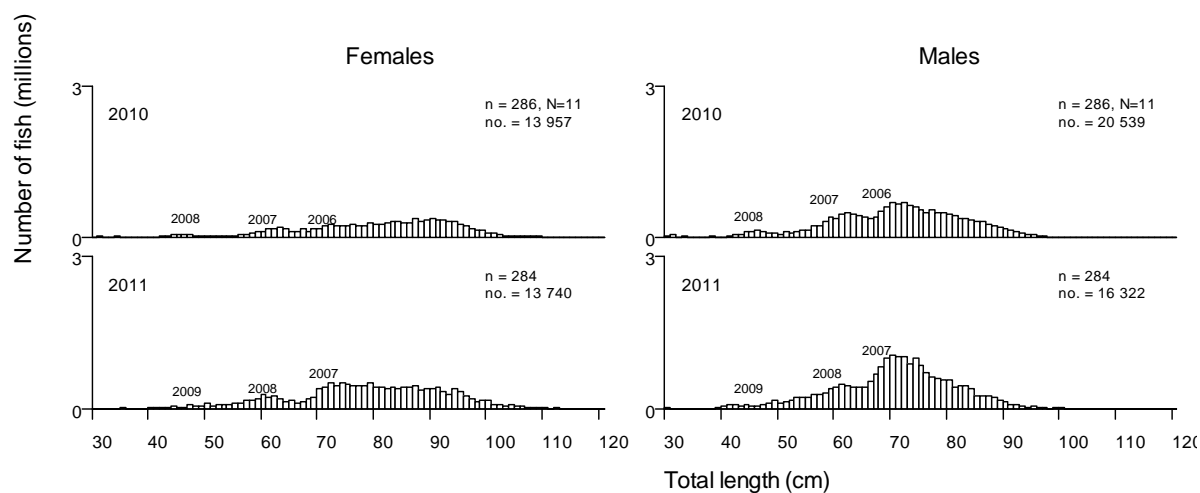 Number of fish (millions)
Females
Males
3
2010
n = 286, N=11
no. = 13 957
2008
2007
2006
0
3
2010
n = 286, N=11
no. = 20 539
2008
2007
2006
0
3
2011
n = 284
no. = 13 740
2009
2008
2007
0
30 40 50 60 70 80 90 100 110 120
3
2011
n = 284
no. = 16 322
2009
2008
2007
0
30 40 50 60 70 80 90 100 110 120
Total length (cm)